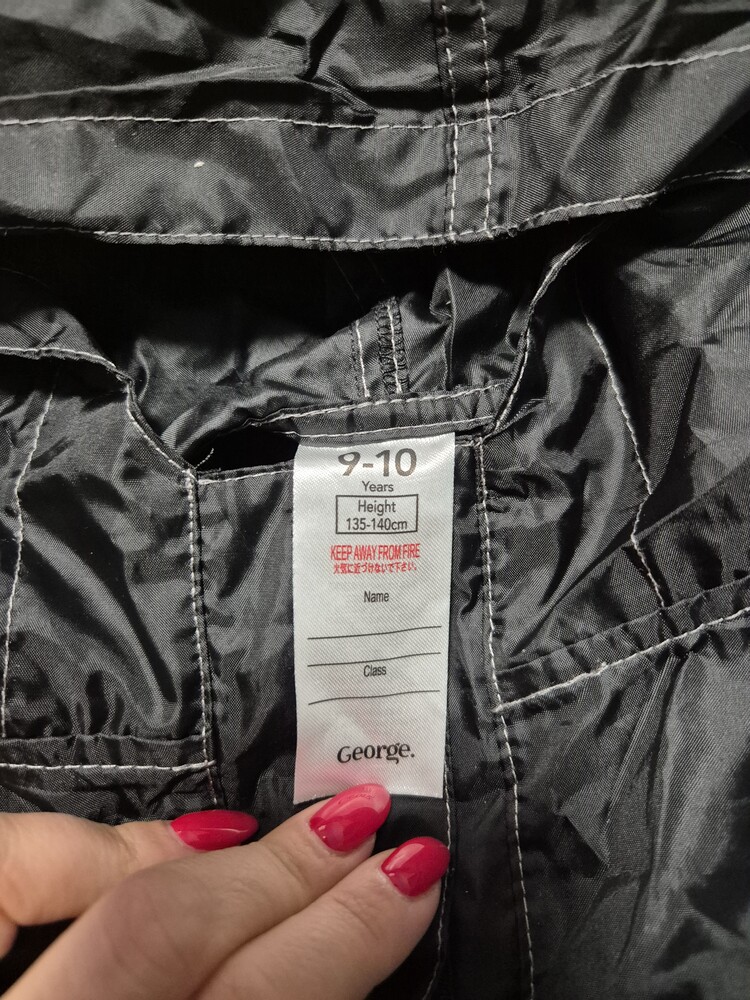 9-10
Years
Height
135-140cm
KEEP AWAY FROM FIRE
火気に近づけないで下さい。
Name
Class
George.